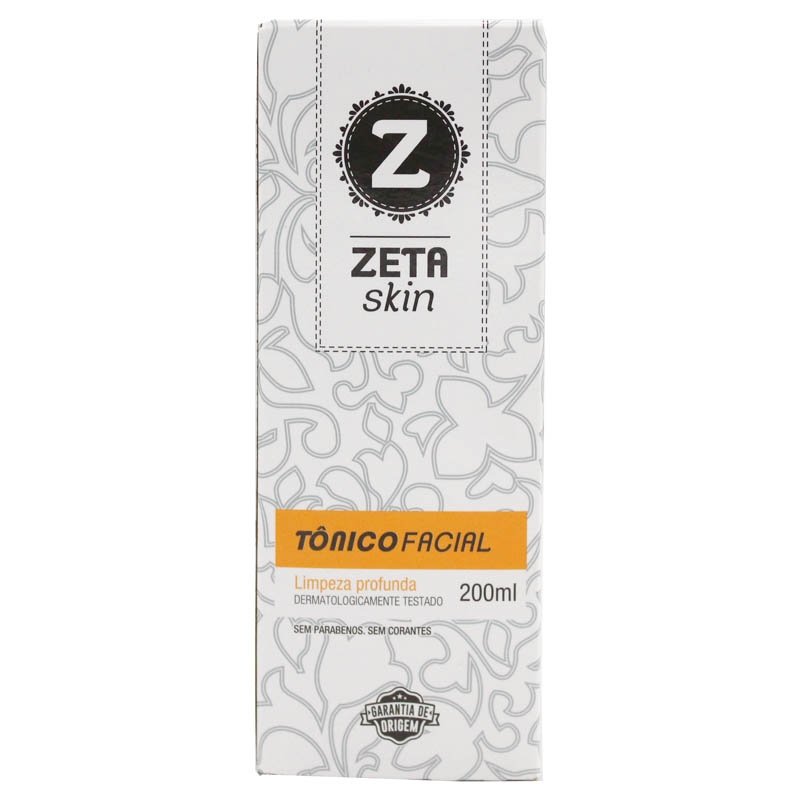 Z
ZETA
skin
TÔNICO FACIAL
Limpeza profunda
DERMATOLOGICAMENTE TESTADO
200ml
SEM PARABENOS. SEM CORANTES
GARANTIA DE
ORIGEM